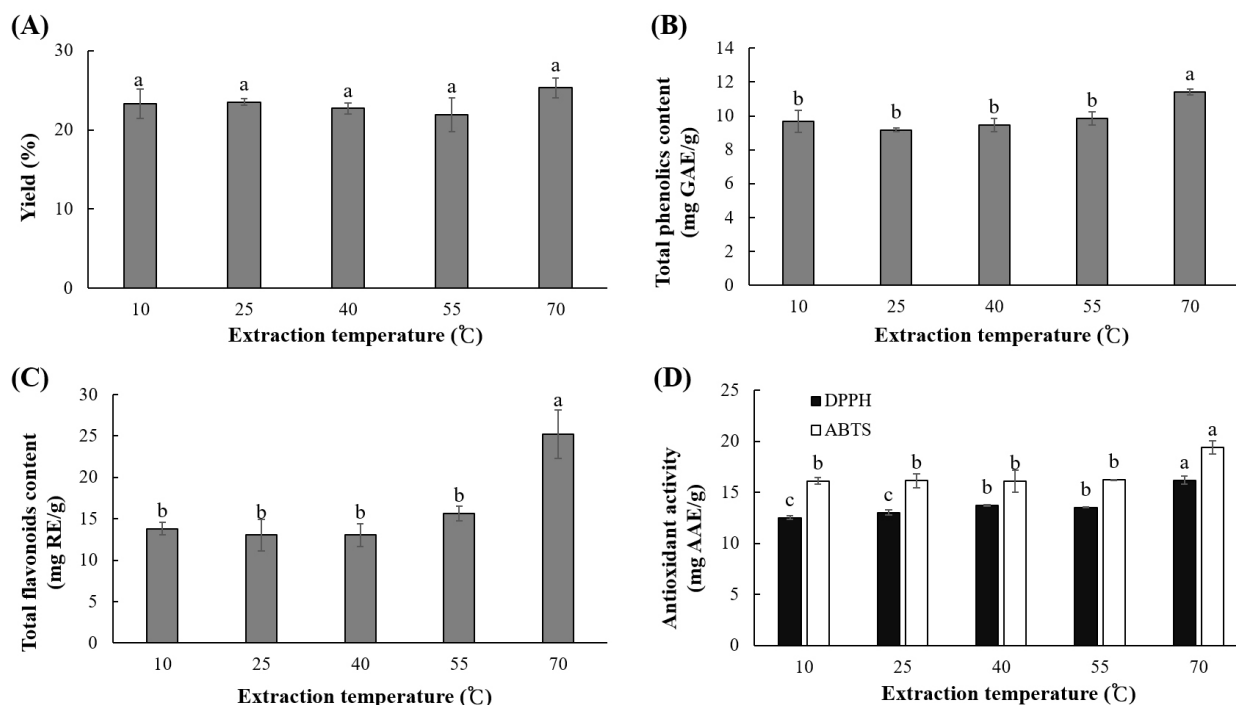 (A)
30
20
10
0
Yield (%)
a
a
a
a
a
10
25
40
55
70
Extraction temperature (℃)
(B)
14
12
10
8
6
4
2
0
Total phenolics content
(mg GAE/g)
b
b
b
b
a
10
25
40
55
70
Extraction temperature (℃)
(C)
30
25
20
15
10
5
0
Total flavonoids content
(mg RE/g)
b
b
b
b
a
10
25
40
55
70
Extraction temperature (℃)
(D)
25
20
15
10
5
0
Antioxidant activity
(mg AAE/g)
DPPH
ABTS
c
b
c
b
b
b
b
b
a
a
10
25
40
55
70
Extraction temperature (℃)